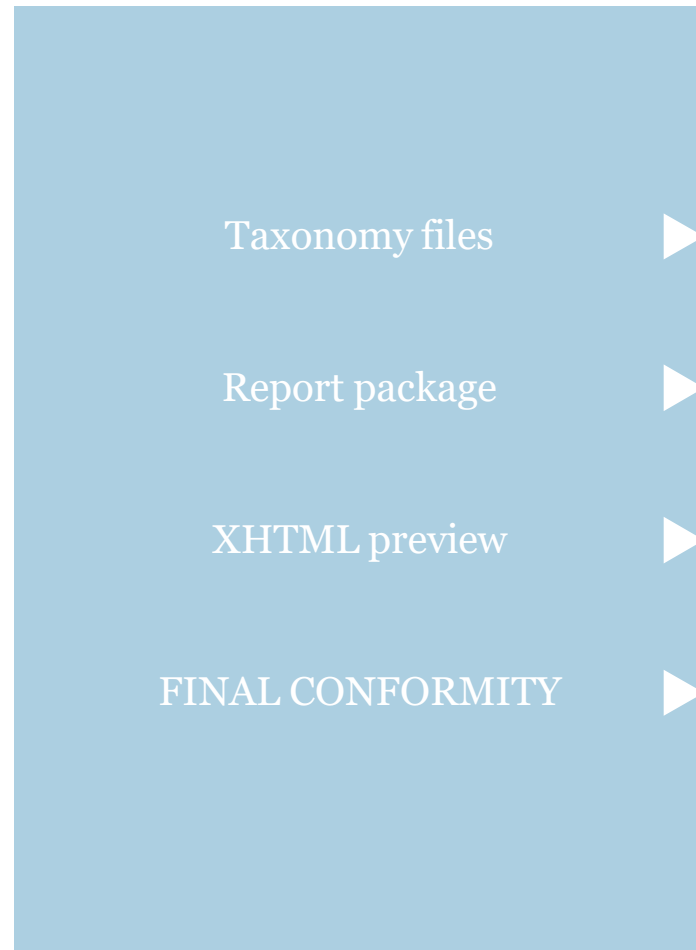 Taxonomy files
Report package
XHTML preview
FINAL CONFORMITY